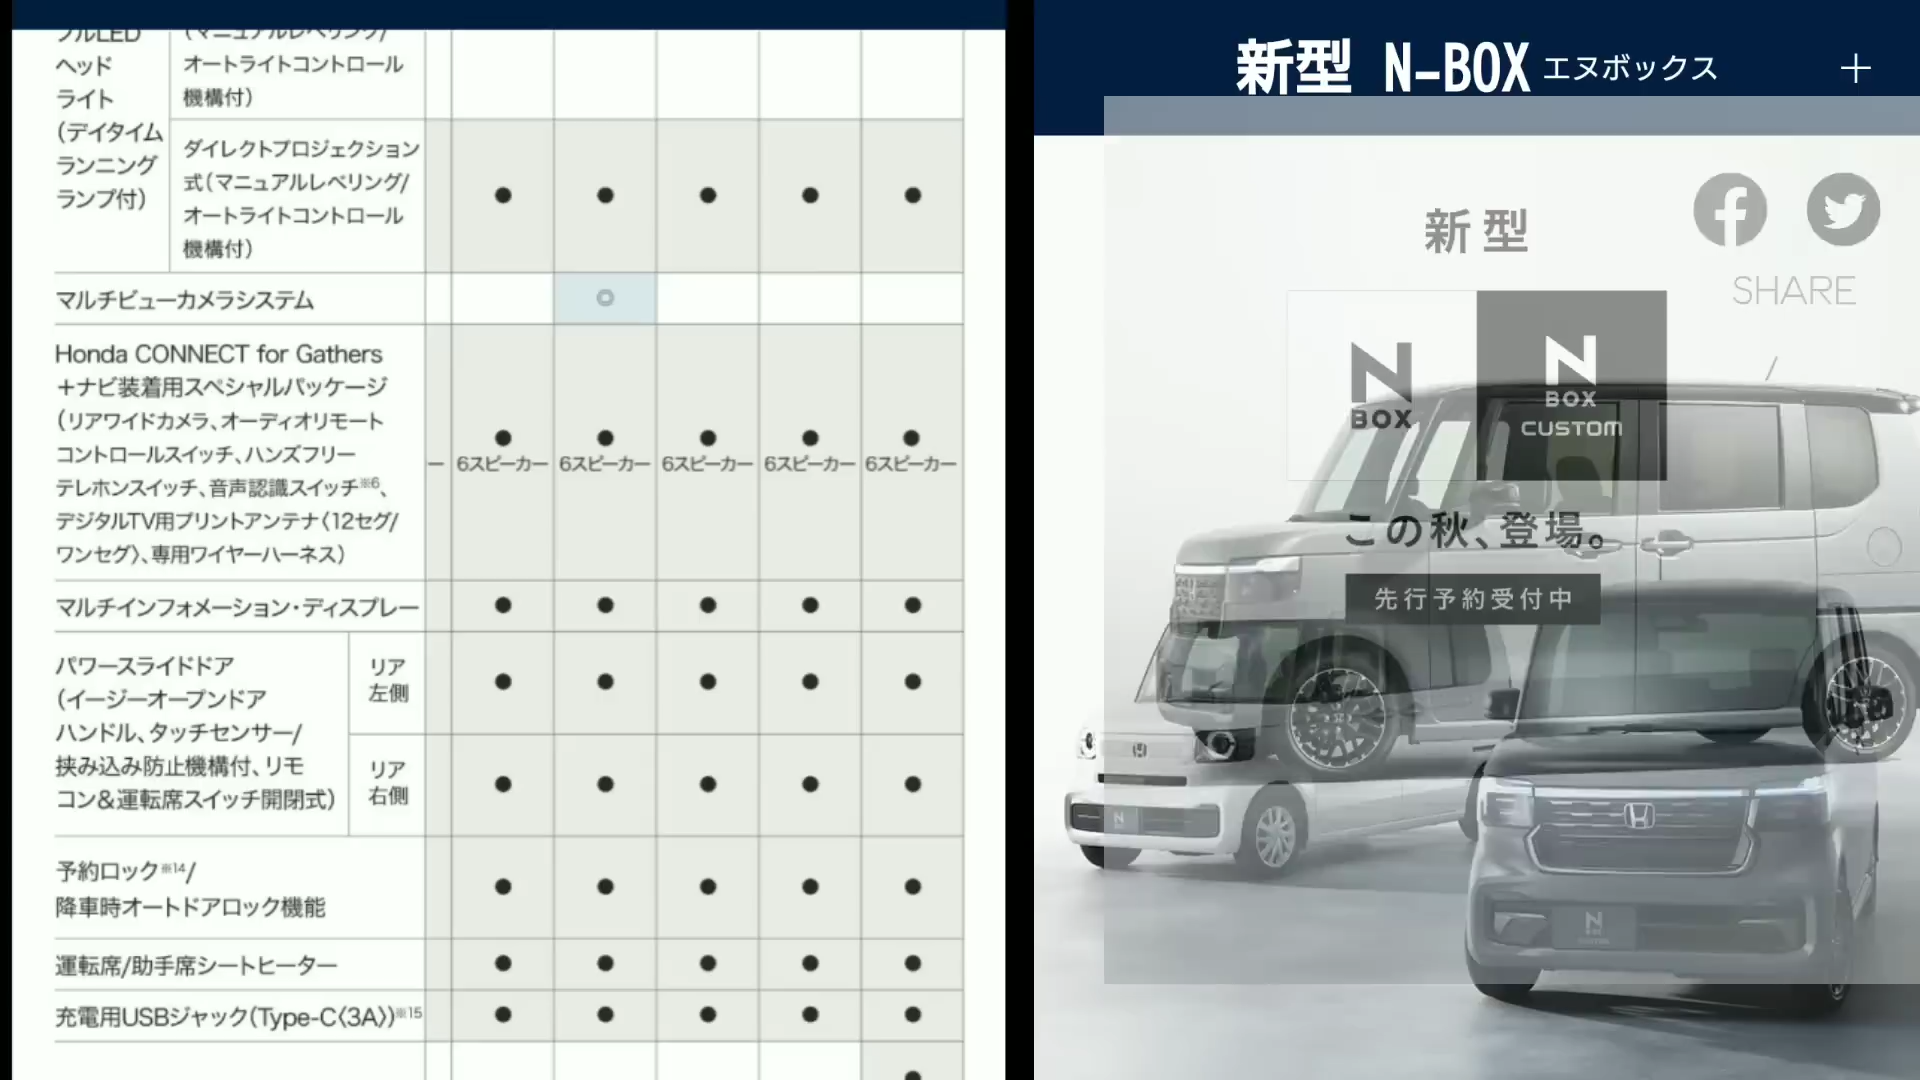 フルLED
ヘッド
ライト
（デイタイム
ランニング
ランプ付）
（マニュアルレベリング/
オートライトコントロール
機構付）
ダイレクトプロジェクション
式（マニュアルレベリング/
オートライトコントロール
機構付）
マルチビューカメラシステム
Honda CONNECT for Gathers
＋ナビ装着用スペシャルパッケージ
（リアワイドカメラ、オーディオリモート
コントロールスイッチ、ハンズフリー
テレホンスイッチ、音声認識スイッチ※6、
デジタルTV用プリントアンテナ〈12セグ/
ワンセグ〉、専用ワイヤーハーネス）
6スピーカー 6スピーカー 6スピーカー 6スピーカー 6スピーカー
マルチインフォメーション・ディスプレー
パワースライドドア
（イージーオープンドア
ハンドル、タッチセンサー/
挟み込み防止機構付、リモ
コン&運転席スイッチ開閉式）
リア
左側
リア
右側
予約ロック※14/
降車時オートドアロック機能
運転席/助手席シートヒーター
充電用USBジャック（Type-C〈3A〉）※15
新型 N-BOX エヌボックス
新型
SHARE
N
BOX
N
BOX
CUSTOM
この秋、登場。
先行予約受付中
N
N
BOX